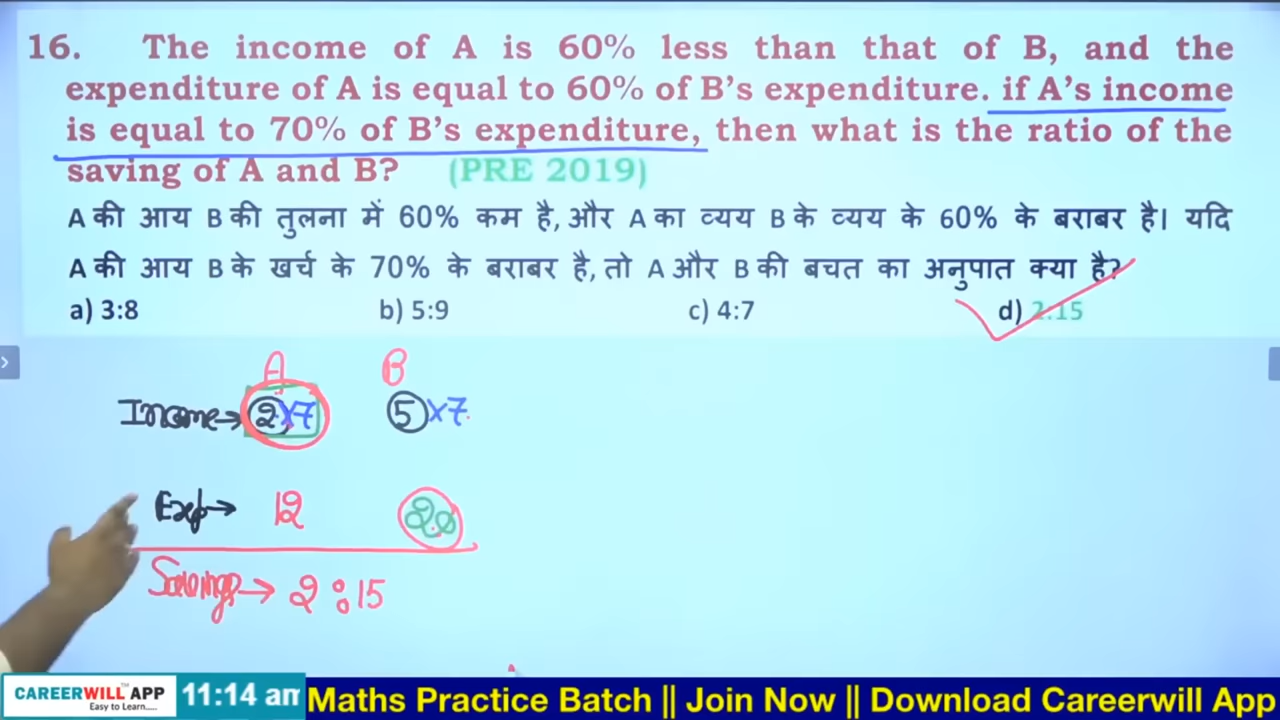 16. The income of A is 60% less than that of B, and the
expenditure of A is equal to 60% of B's expenditure. if A's income
is equal to 70% of B's expenditure, then what is the ratio of the
saving of A and B? (PRE 2019)
A की आय B की तुलना में 60% कम है, और A का व्यय B के व्यय के 60% के बराबर है। यदि
A की आय B के खर्च के 70% के बराबर है, तो A और B की बचत का अनुपात क्या है?
a) 3:8 b) 5:9 c) 4:7 d) 2:15
A B
Income→ 2×7 5×7
Exp→ 12 20
Savings→ 2:15
CAREERWILL APP
Easy to Learn.....
11:14 am
Maths Practice Batch || Join Now || Download Careerwill App